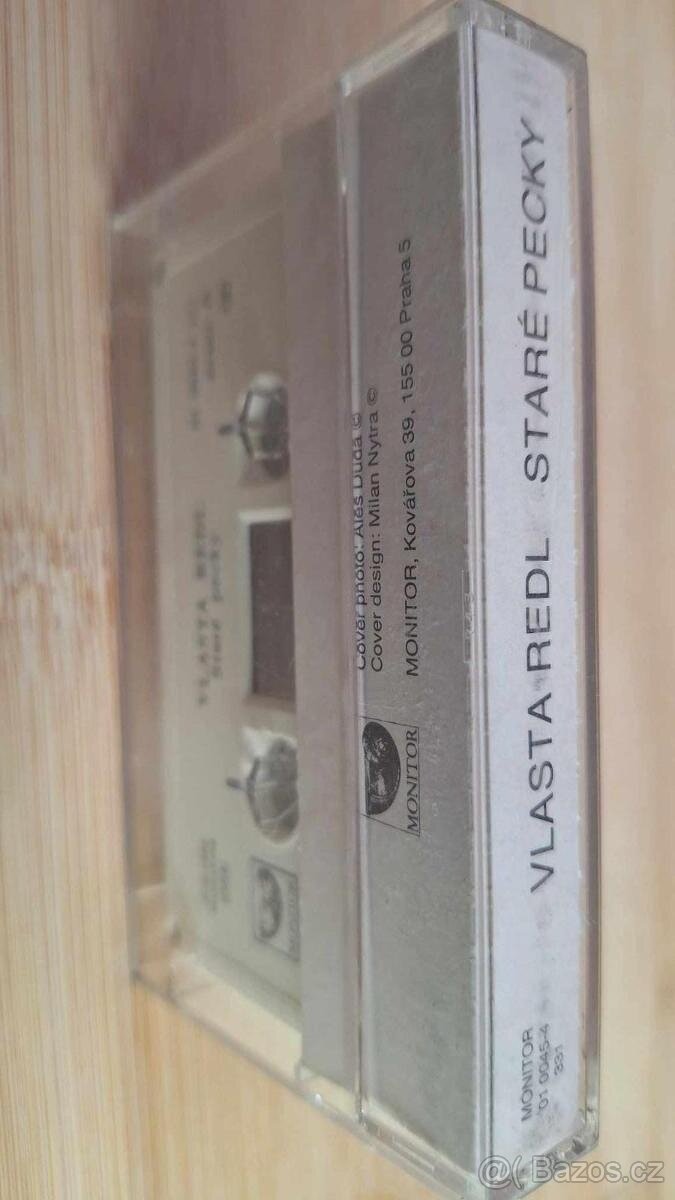 VLASTA REDL STARÉ PECKY
MONITOR
01 0045-4
331
Cover photo: Aleš Duda ©
Cover design: Milan Nytra ©
MONITOR, Kovářova 39, 155 00 Praha 5
MONITOR
VLASTA REDL
Staré pecky
@( Bazos.cz